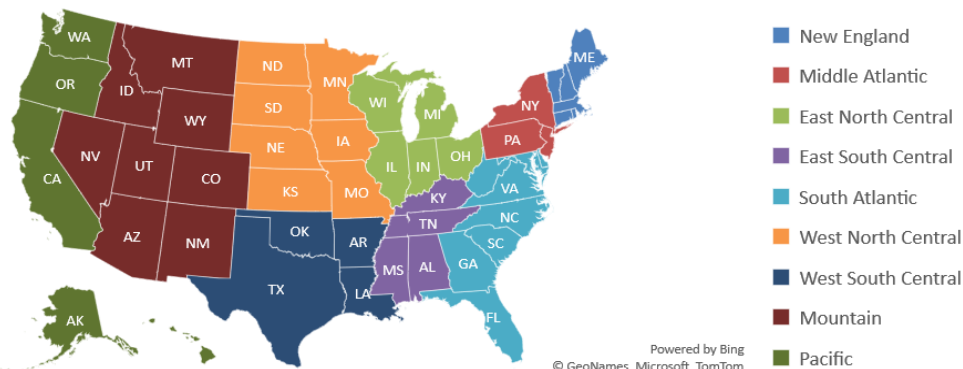 WA
OR
CA
AK
MT
ID
WY
NV
UT
CO
AZ
NM
ND
SD
NE
KS
MN
IA
MO
OK
AR
TX
LA
WI
MI
IL
IN
OH
KY
TN
MS
AL
ME
NY
PA
VA
NC
SC
GA
FL
New England
Middle Atlantic
East North Central
East South Central
South Atlantic
West North Central
West South Central
Mountain
Pacific
Powered by Bing
© GeoNames, Microsoft, TomTom